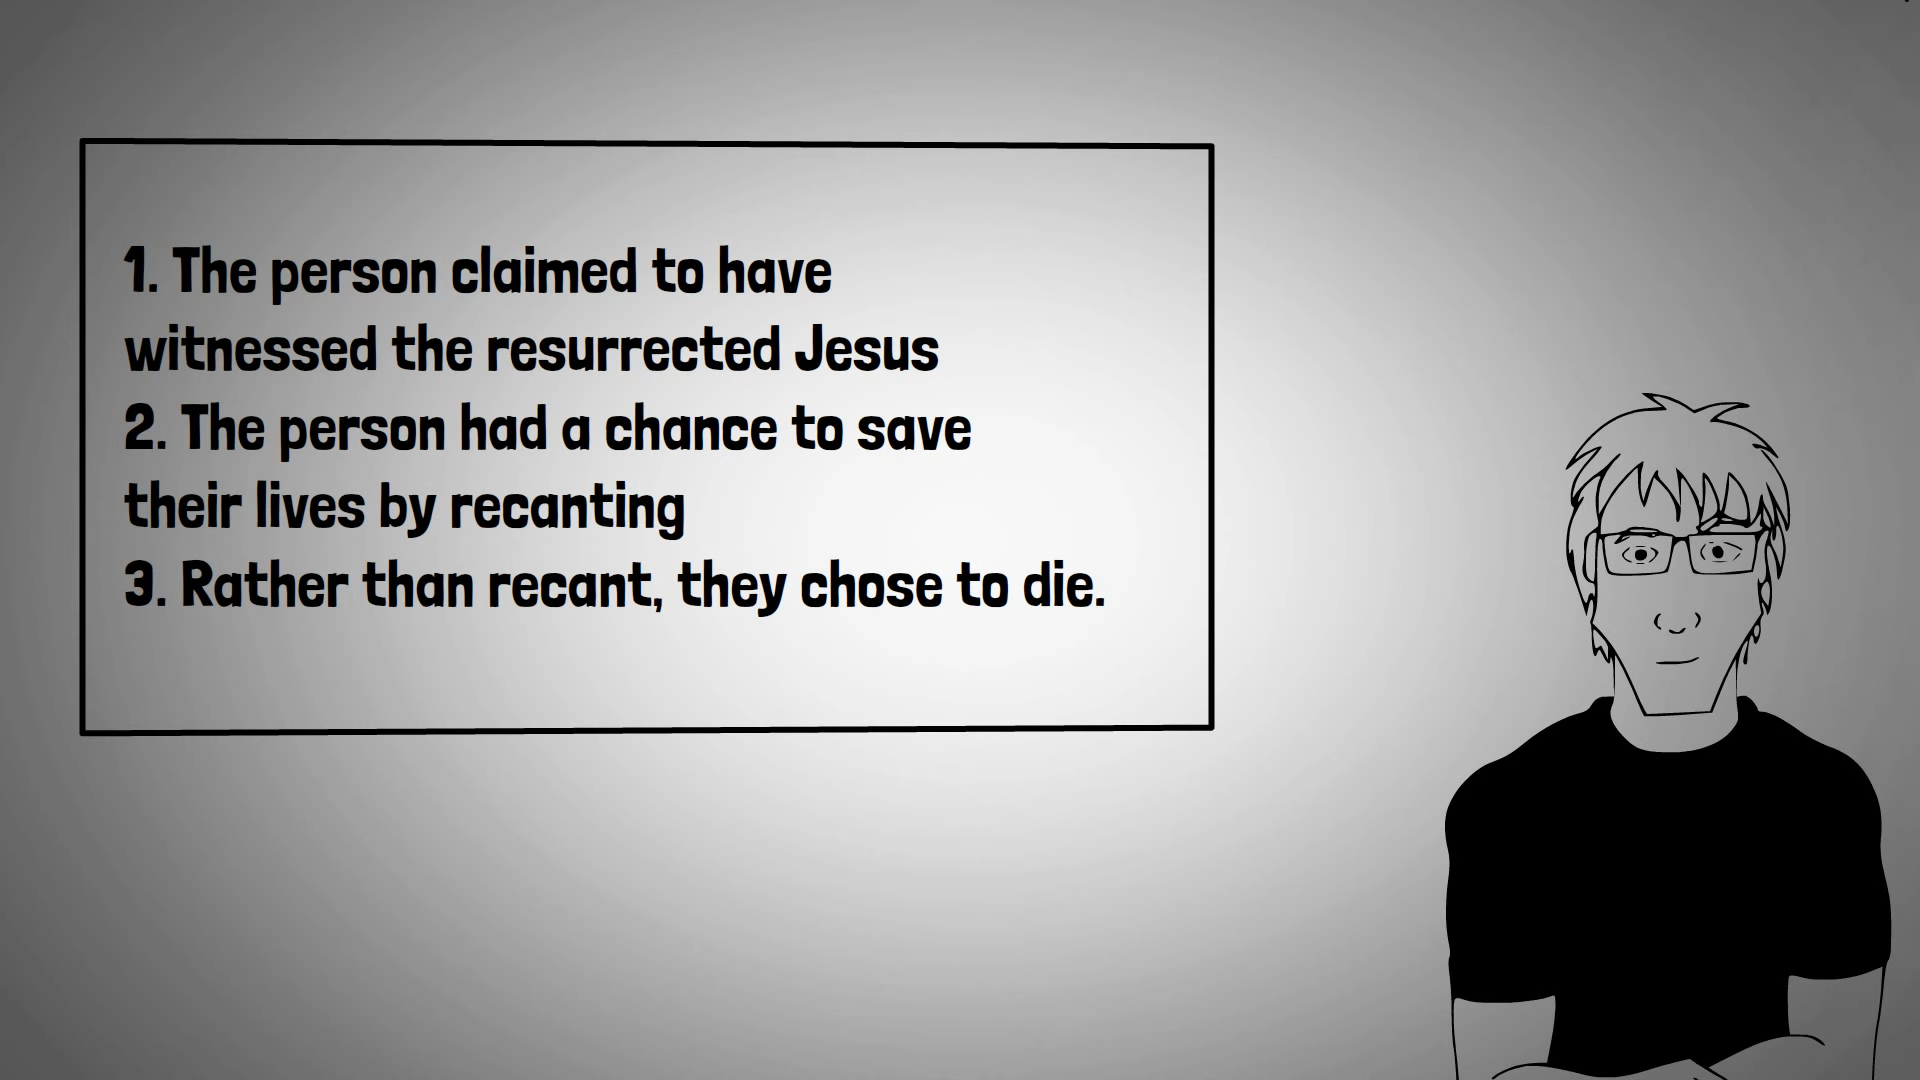 1. The person claimed to have
witnessed the resurrected Jesus
2. The person had a chance to save
their lives by recanting
3. Rather than recant, they chose to die.